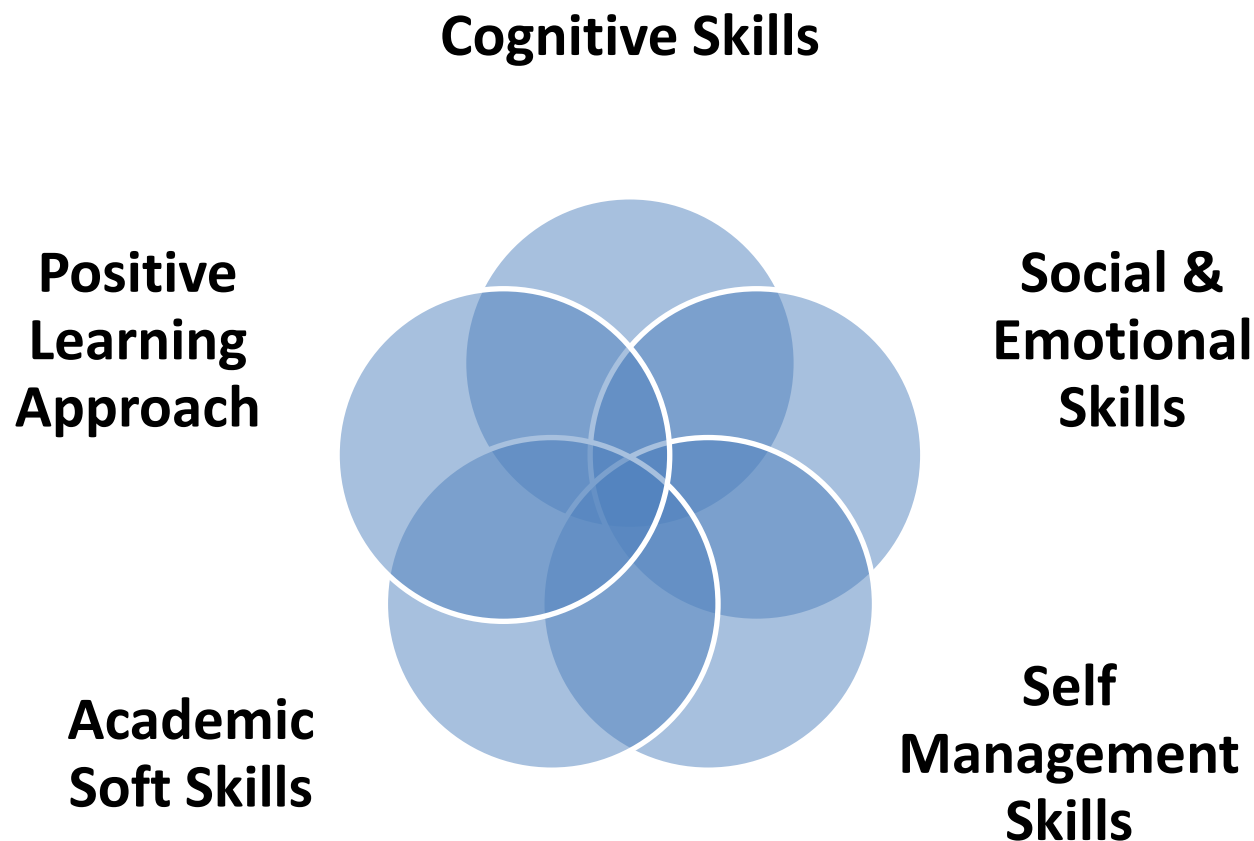 Cognitive Skills
Positive
Learning
Approach
Social &
Emotional
Skills
Academic
Soft Skills
Self
Management
Skills